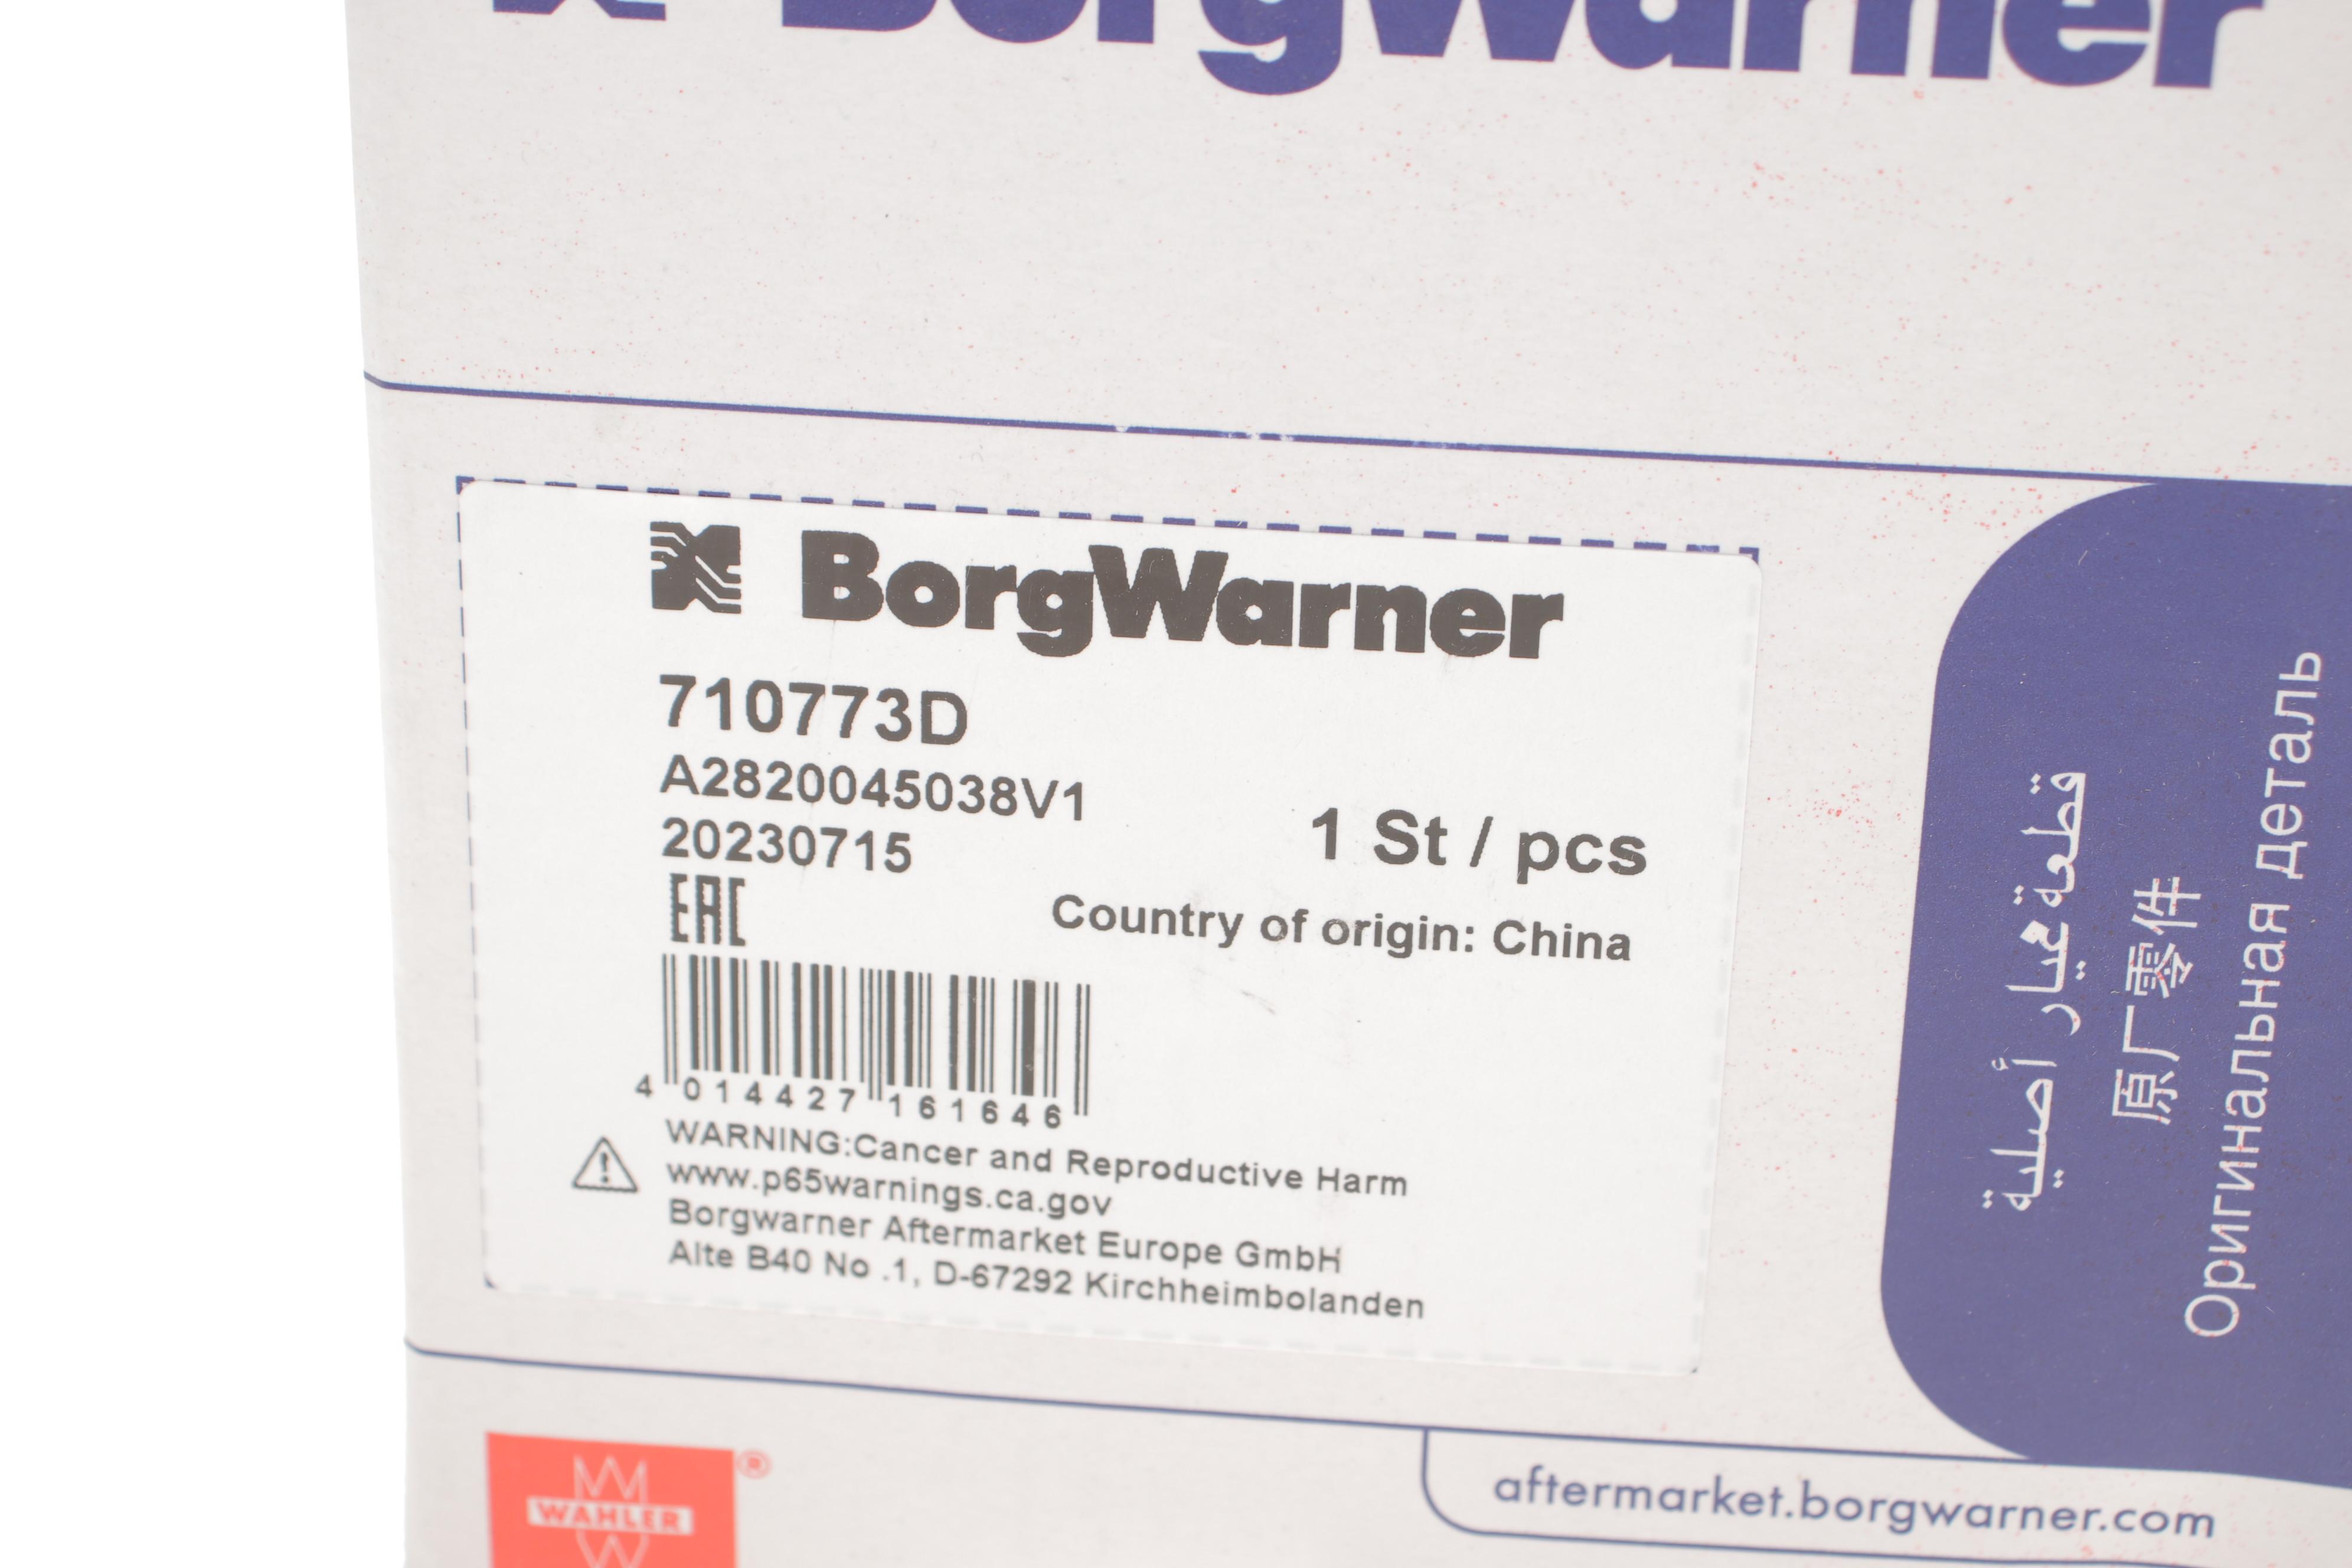 BorgWarner
BorgWarner
710773D
A2820045038V1
20230715
1 St / pcs
EAC
Country of origin: China
4 014427 161646
WARNING:Cancer and Reproductive Harm
www.p65warnings.ca.gov
Borgwarner Aftermarket Europe GmbH
Alte B40 No .1, D-67292 Kirchheimbolanden
قطعة غيار أصلية
原厂零件
Оригинальная деталь
WAHLER
®
aftermarket.borgwarner.com